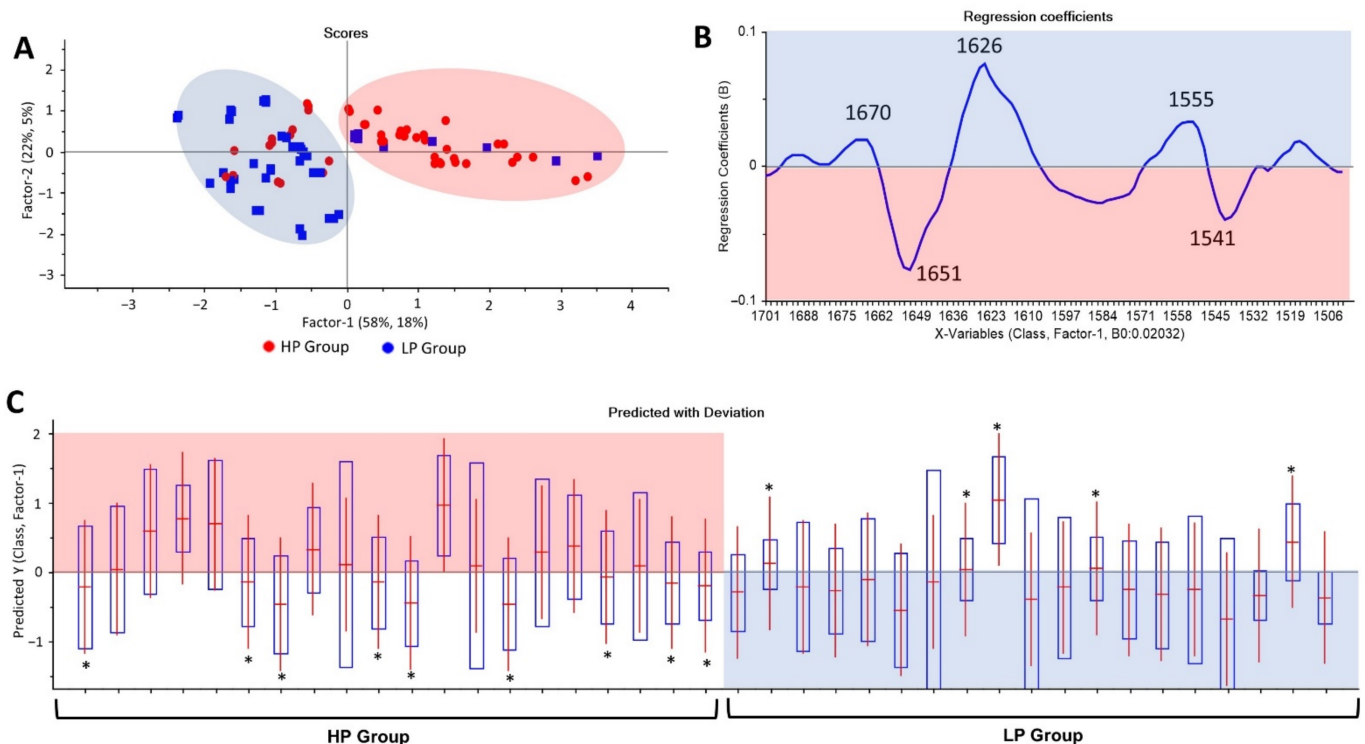 A
Scores
Factor-2 (22%, 5%)
2
1
0
−1
−2
−3
−3
−2
−1
0
1
2
3
4
Factor-1 (58%, 18%)
HP Group
LP Group
B
Regression coefficients
Regression Coefficients (B)
0.1
0
−0.1
1670
1626
1555
1651
1541
1701 1688 1675 1662 1649 1636 1623 1610 1597 1584 1571 1558 1545 1532 1519 1506
X-Variables (Class, Factor-1, B0:0.02032)
C
Predicted with Deviation
Predicted Y (Class, Factor-1)
2
1
0
−1
* * * * * * * * *
* * * * *
HP Group
LP Group